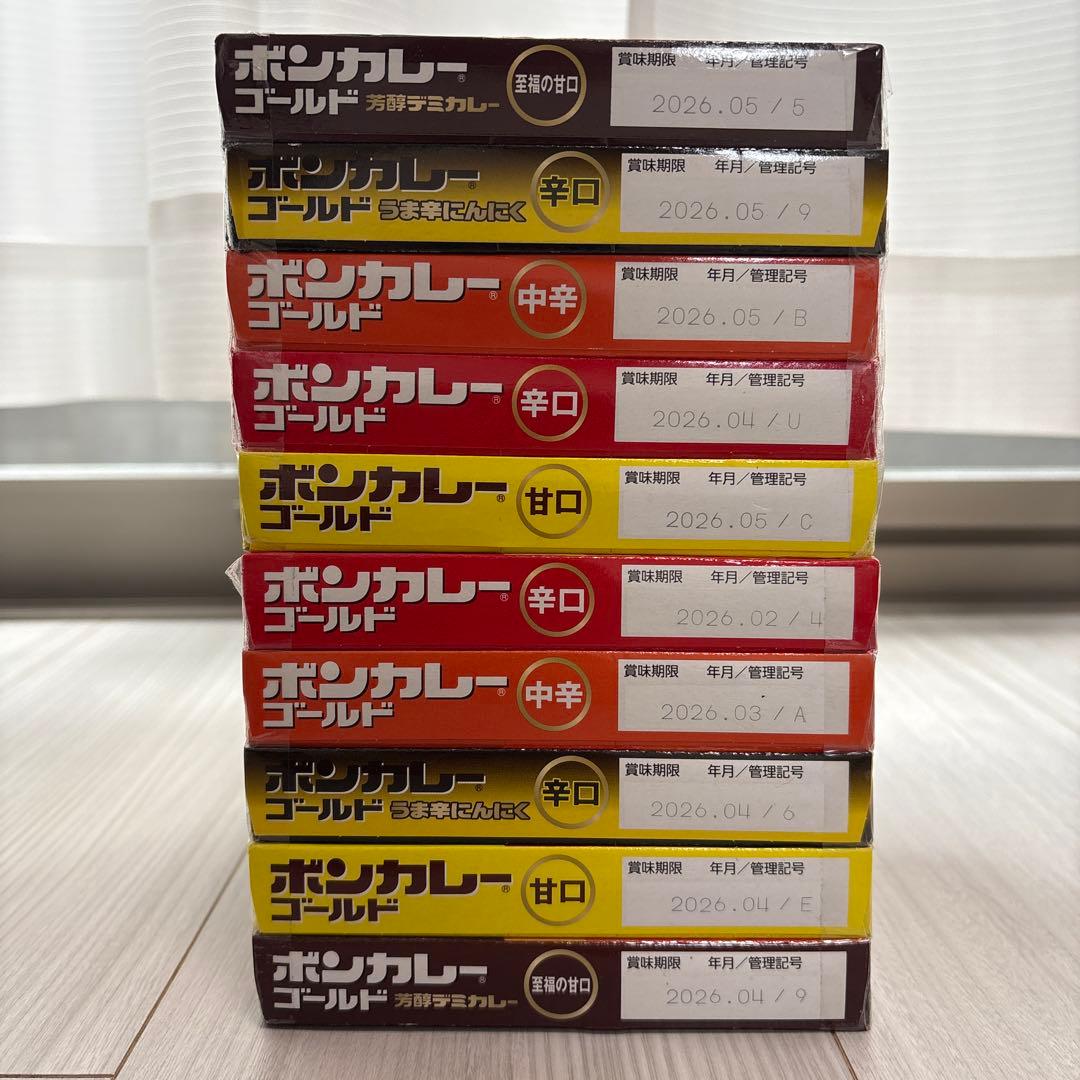 ボンカレー®
ゴールド 芳醇デミカレー
至福の甘口
賞味期限 年月/管理記号
2026.05 / 5
ボンカレー®
ゴールド うま辛にんにく
辛口
賞味期限 年月/管理記号
2026.05 / 9
ボンカレー®
ゴールド
中辛
賞味期限 年月/管理記号
2026.05 / B
ボンカレー®
ゴールド
辛口
賞味期限 年月/管理記号
2026.04 / U
ボンカレー®
ゴールド
甘口
賞味期限 年月/管理記号
2026.05 / C
ボンカレー®
ゴールド
辛口
賞味期限 年月/管理記号
2026.02 / 4
ボンカレー®
ゴールド
中辛
賞味期限 年月/管理記号
2026.03 / A
ボンカレー®
ゴールド うま辛にんにく
辛口
賞味期限 年月/管理記号
2026.04 / 6
ボンカレー®
ゴールド
甘口
賞味期限 年月/管理記号
2026.04 / E
ボンカレー®
ゴールド 芳醇デミカレー
至福の甘口
賞味期限 年月/管理記号
2026.04 / 9